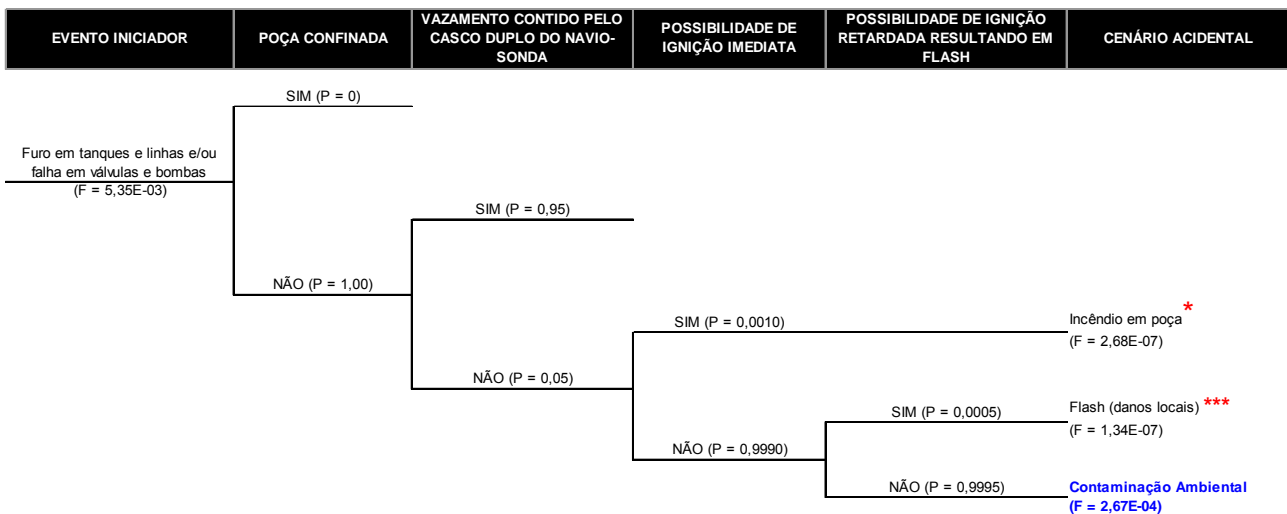 EVENTO INICIADOR
POÇA CONFINADA
VAZAMENTO CONTIDO PELO
CASCO DUPLO DO NAVIO-
SONDA
POSSIBILIDADE DE
IGNIÇÃO IMEDIATA
POSSIBILIDADE DE IGNIÇÃO
RETARDADA RESULTANDO EM
FLASH
CENÁRIO ACIDENTAL
SIM (P = 0)
Furo em tanques e linhas e/ou
falha em válvulas e bombas
(F = 5,35E-03)
SIM (P = 0,95)
NÃO (P = 1,00)
SIM (P = 0,0010)
Incêndio em poça *
(F = 2,68E-07)
NÃO (P = 0,05)
SIM (P = 0,0005)
Flash (danos locais) ***
(F = 1,34E-07)
NÃO (P = 0,9990)
NÃO (P = 0,9995)
Contaminação Ambiental
(F = 2,67E-04)